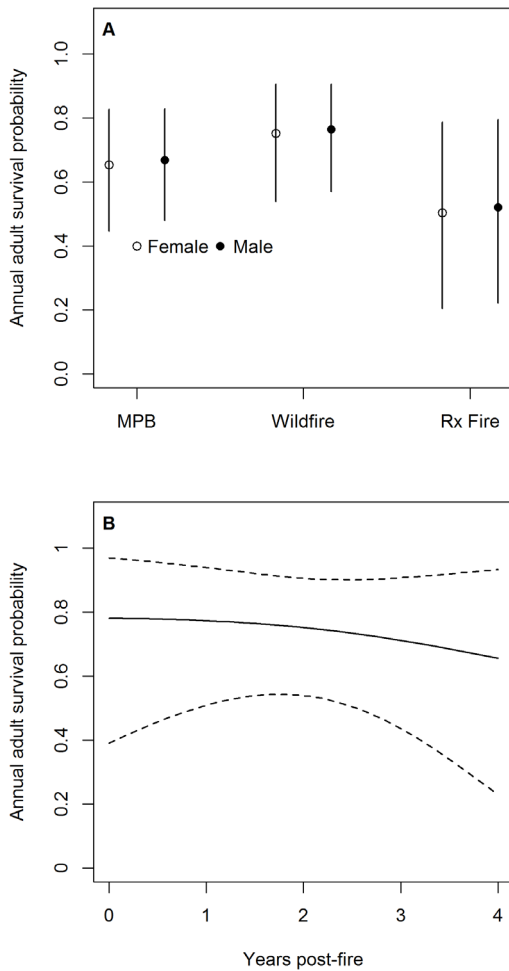 A
Annual adult survival probability
1.0
0.8
0.6
0.4
0.2
0.0
Female Male
MPB Wildfire Rx Fire
B
Annual adult survival probability
1
0.8
0.6
0.4
0.2
0
0 1 2 3 4
Years post-fire